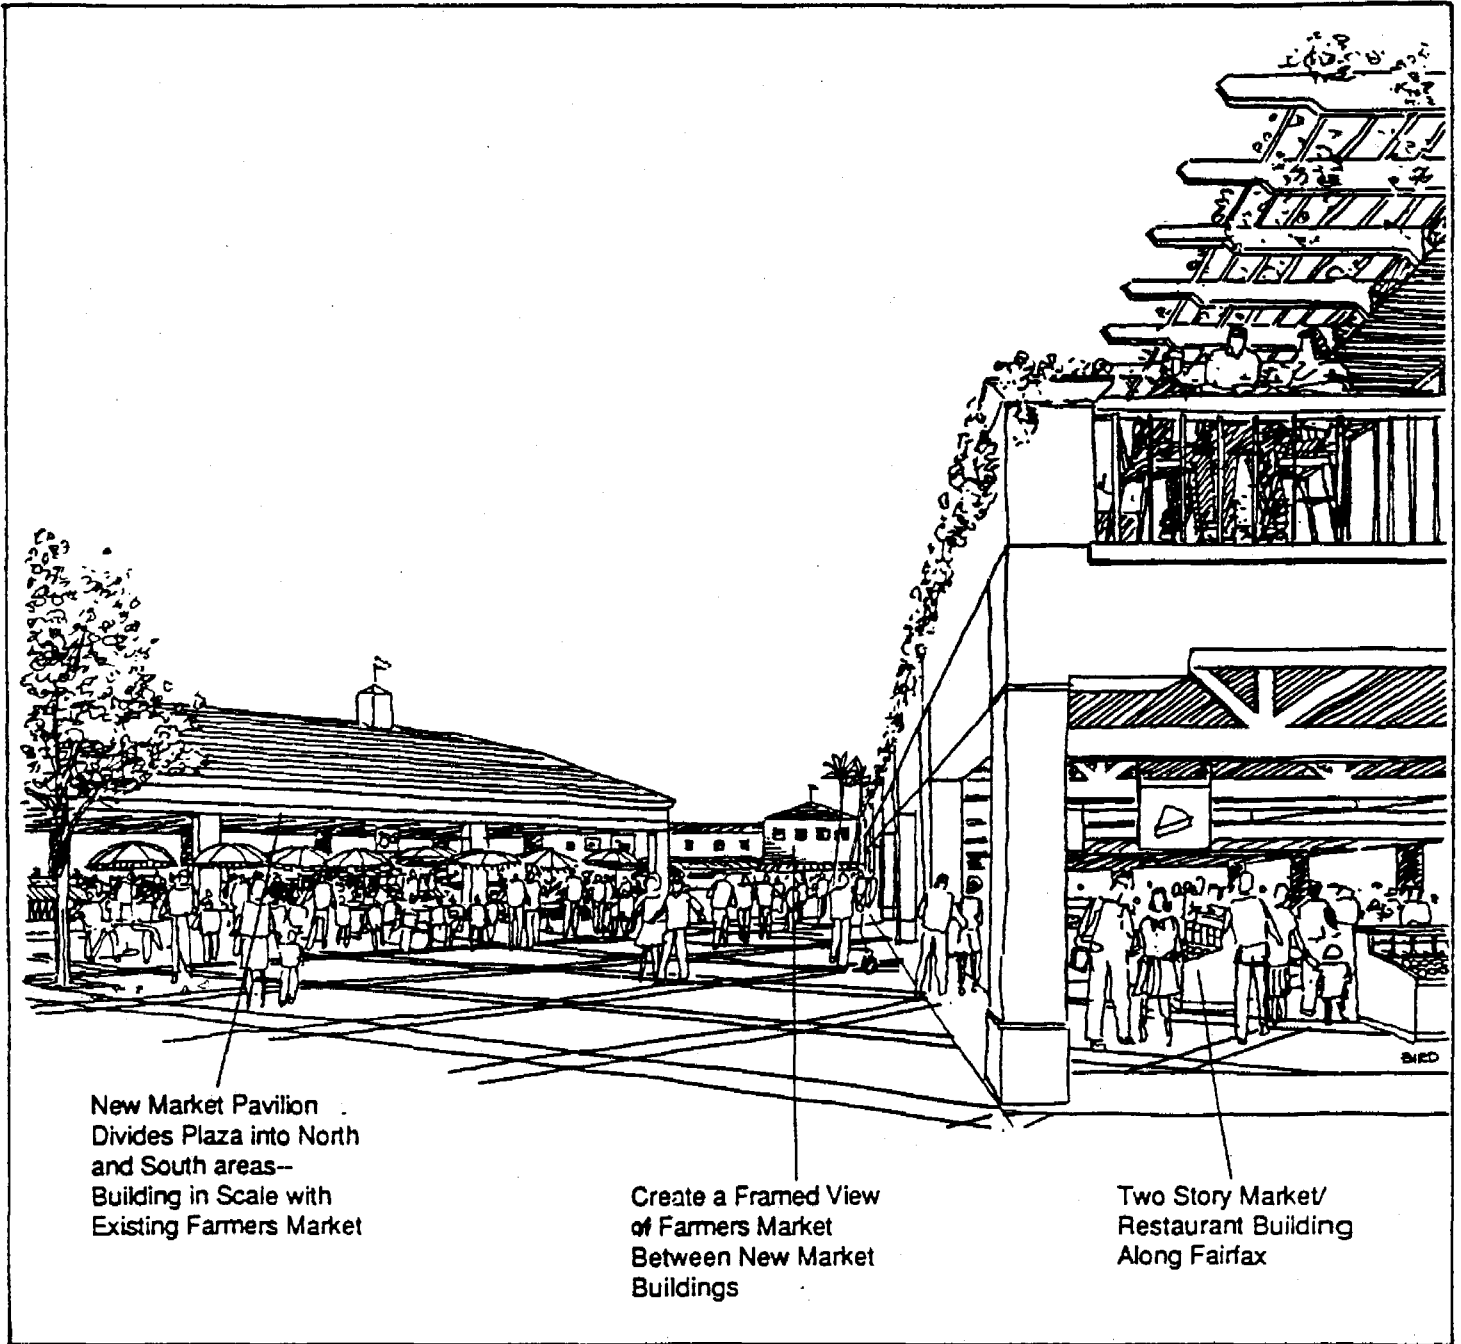 BIRD
New Market Pavilion
Divides Plaza into North
and South areas--
Building in Scale with
Existing Farmers Market
Create a Framed View
of Farmers Market
Between New Market
Buildings
Two Story Market/
Restaurant Building
Along Fairfax